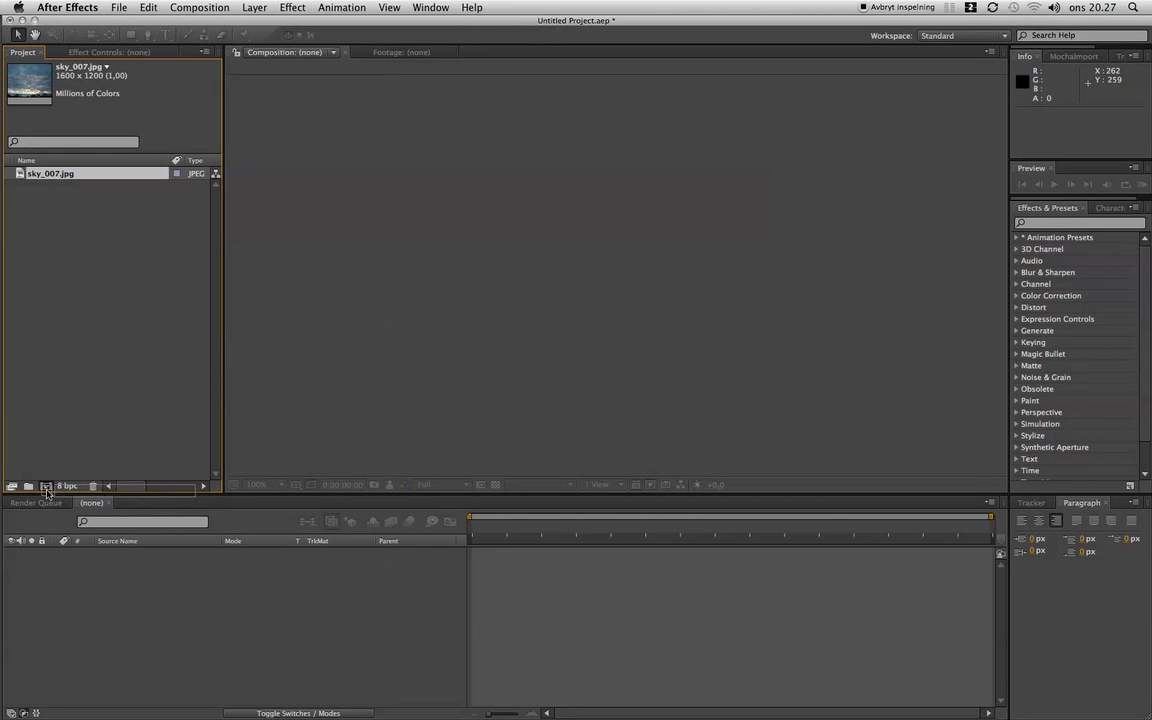 After Effects File Edit Composition Layer Effect Animation View Window Help Avbryt inspelning 2 ons 20.27
Untitled Project.aep *
Workspace: Standard Search Help
Project × Effect Controls: (none)
Composition: (none) Footage: (none)
Info × MochaImport Tr
sky_007.jpg
1600 x 1200 (1,00)
Millions of Colors
R :
G :
B :
A : 0
X : 262
Y : 259
Name Type
sky_007.jpg JPEG
Preview ×
Effects & Presets × Charact
* Animation Presets
3D Channel
Audio
Blur & Sharpen
Channel
Color Correction
Distort
Expression Controls
Generate
Keying
Magic Bullet
Matte
Noise & Grain
Obsolete
Paint
Perspective
Simulation
Stylize
Synthetic Aperture
Text
Time
8 bpc
100% 0:00:00:00 Full 1 View +0,0
Render Queue (none) ×
Tracker Paragraph ×
# Source Name Mode T TrkMat Parent
0 px 0 px 0 px
0 px 0 px
Toggle Switches / Modes